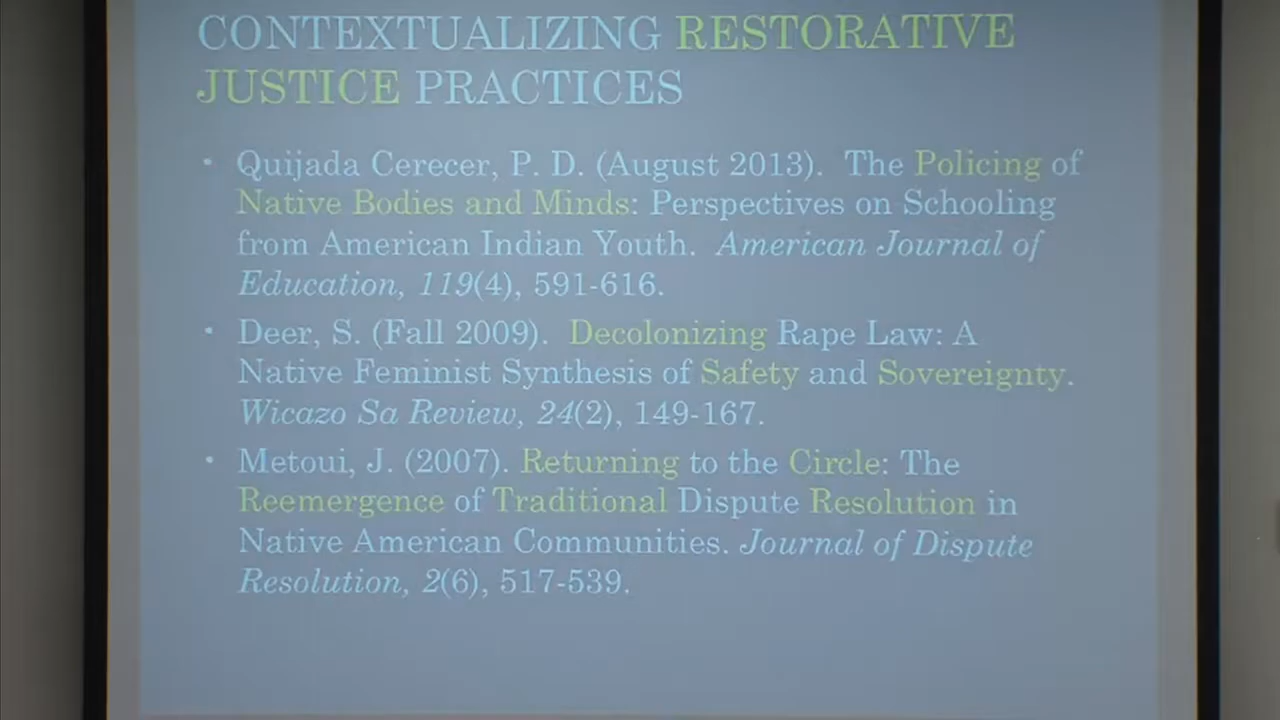 CONTEXTUALIZING RESTORATIVE
JUSTICE PRACTICES
• Quijada Cerecer, P. D. (August 2013). The Policing of
Native Bodies and Minds: Perspectives on Schooling
from American Indian Youth. American Journal of
Education, 119(4), 591-616.
• Deer, S. (Fall 2009). Decolonizing Rape Law: A
Native Feminist Synthesis of Safety and Sovereignty.
Wicazo Sa Review, 24(2), 149-167.
• Metoui, J. (2007). Returning to the Circle: The
Reemergence of Traditional Dispute Resolution in
Native American Communities. Journal of Dispute
Resolution, 2(6), 517-539.